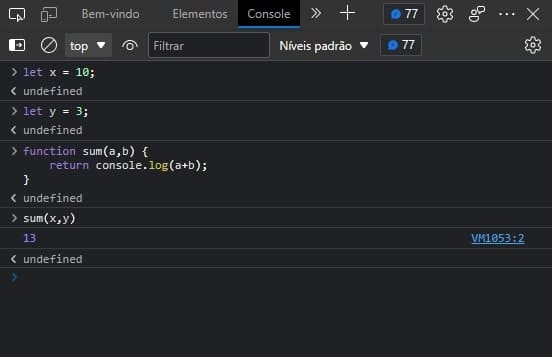 Bem-vindo Elementos Console 77
top Filtrar Níveis padrão 77
let x = 10;
undefined
let y = 3;
undefined
function sum(a,b) {
    return console.log(a+b);
}
undefined
sum(x,y)
13 VM1053:2
undefined